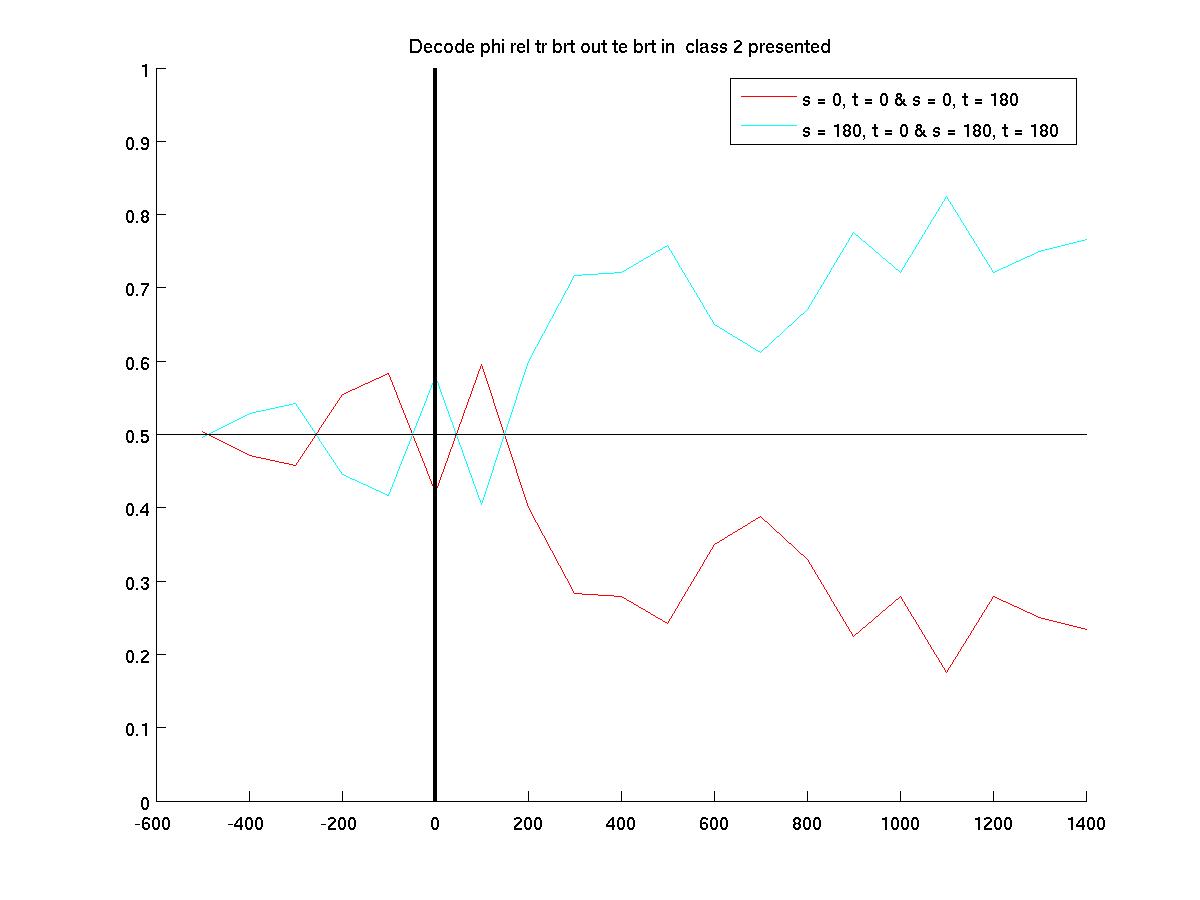 Decode phi rel tr brt out te brt in  class 2 presented
s = 0, t = 0 & s = 0, t = 180
s = 180, t = 0 & s = 180, t = 180
1
0.9
0.8
0.7
0.6
0.5
0.4
0.3
0.2
0.1
0
-600 -400 -200 0 200 400 600 800 1000 1200 1400